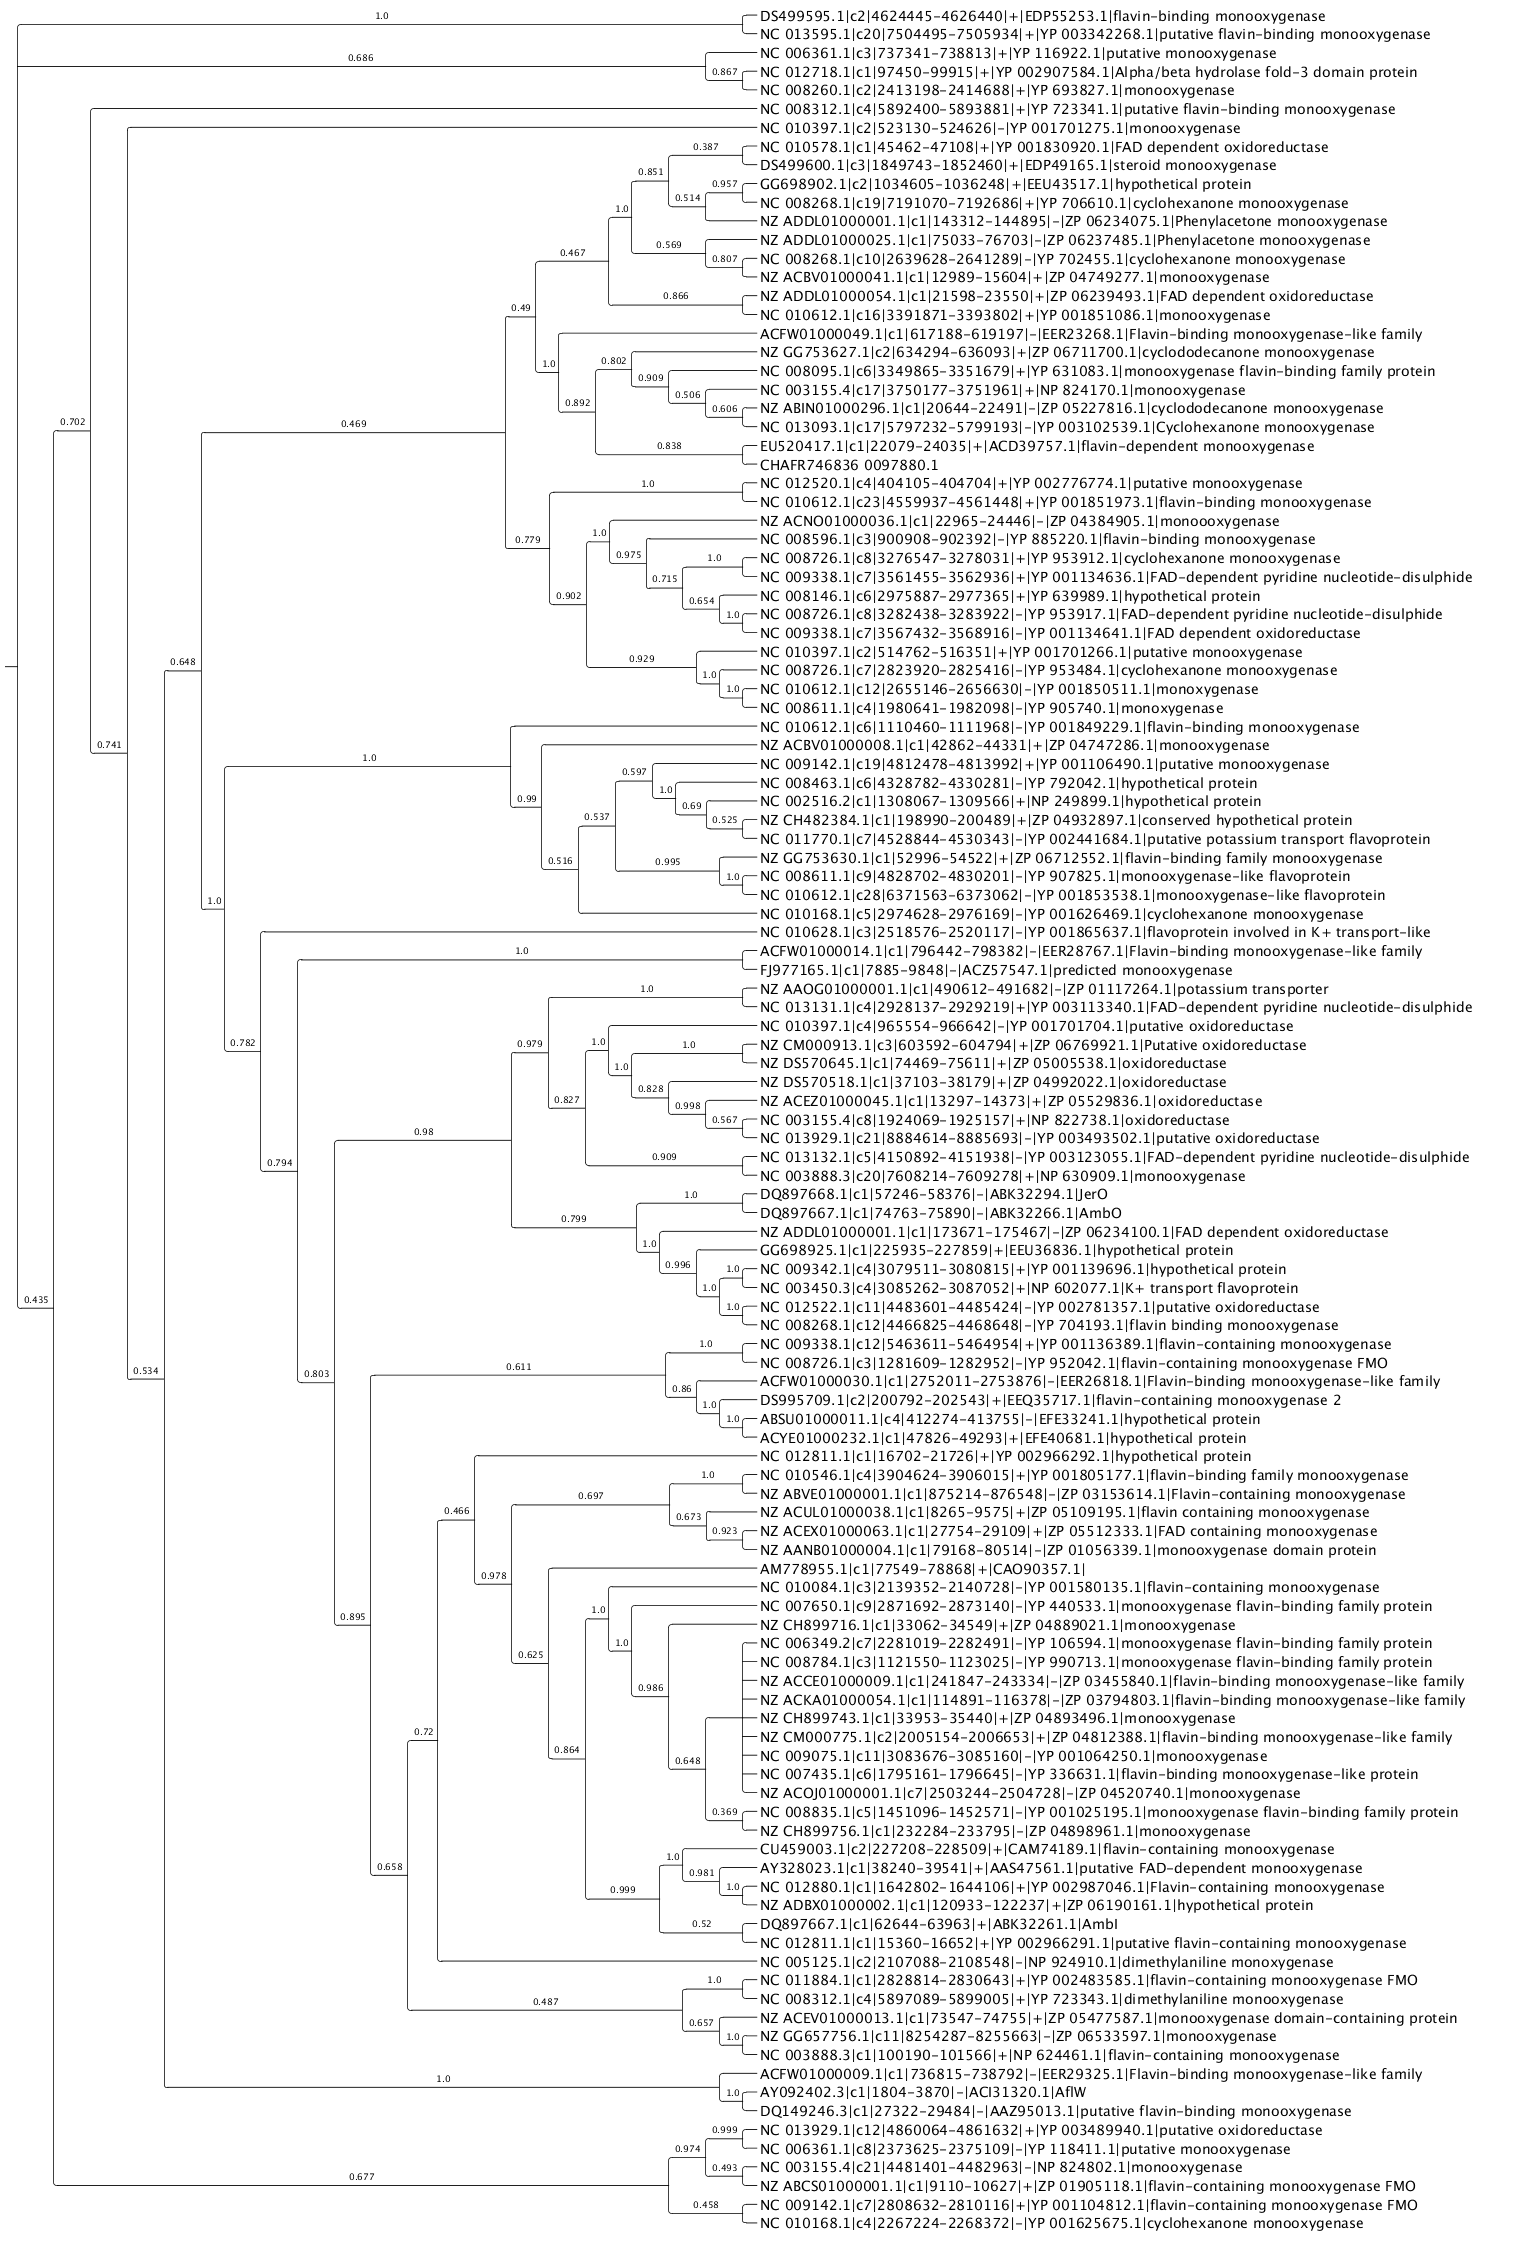 1.0
DS499595.1|c2|4624445-4626440|+|EDP55253.1|flavin-binding monooxygenase
NC 013595.1|c20|7504495-7505934|+|YP 003342268.1|putative flavin-binding monooxygenase
0.686
NC 006361.1|c3|737341-738813|+|YP 116922.1|putative monooxygenase
0.867
NC 012718.1|c1|97450-99915|+|YP 002907584.1|Alpha/beta hydrolase fold-3 domain protein
NC 008260.1|c2|2413198-2414688|+|YP 693827.1|monooxygenase
NC 008312.1|c4|5892400-5893881|+|YP 723341.1|putative flavin-binding monooxygenase
NC 010397.1|c2|523130-524626|-|YP 001701275.1|monooxygenase
0.387
NC 010578.1|c1|45462-47108|+|YP 001830920.1|FAD dependent oxidoreductase
DS499600.1|c3|1849743-1852460|+|EDP49165.1|steroid monooxygenase
0.851
0.957
GG698902.1|c2|1034605-1036248|+|EEU43517.1|hypothetical protein
0.514
NC 008268.1|c19|7191070-7192686|+|YP 706610.1|cyclohexanone monooxygenase
1.0
NZ ADDL01000001.1|c1|143312-144895|-|ZP 06234075.1|Phenylacetone monooxygenase
0.569
NZ ADDL01000025.1|c1|75033-76703|-|ZP 06237485.1|Phenylacetone monooxygenase
0.467
0.807
NC 008268.1|c10|2639628-2641289|-|YP 702455.1|cyclohexanone monooxygenase
NZ ACBV01000041.1|c1|12989-15604|+|ZP 04749277.1|monooxygenase
0.866
NZ ADDL01000054.1|c1|21598-23550|+|ZP 06239493.1|FAD dependent oxidoreductase
0.49
NC 010612.1|c16|3391871-3393802|+|YP 001851086.1|monooxygenase
ACFW01000049.1|c1|617188-619197|-|EER23268.1|Flavin-binding monooxygenase-like family
1.0
0.802
NZ GG753627.1|c2|634294-636093|+|ZP 06711700.1|cyclododecanone monooxygenase
0.909
NC 008095.1|c6|3349865-3351679|+|YP 631083.1|monooxygenase flavin-binding family protein
0.506
NC 003155.4|c17|3750177-3751961|+|NP 824170.1|monooxygenase
0.892
0.606
NZ ABIN01000296.1|c1|20644-22491|-|ZP 05227816.1|cyclododecanone monooxygenase
0.702
0.469
NC 013093.1|c17|5797232-5799193|-|YP 003102539.1|Cyclohexanone monooxygenase
0.838
EU520417.1|c1|22079-24035|+|ACD39757.1|flavin-dependent monooxygenase
CHAFR746836 0097880.1
1.0
NC 012520.1|c4|404105-404704|+|YP 002776774.1|putative monooxygenase
NC 010612.1|c23|4559937-4561448|+|YP 001851973.1|flavin-binding monooxygenase
1.0
NZ ACNO01000036.1|c1|22965-24446|-|ZP 04384905.1|monoooxygenase
0.779
NC 008596.1|c3|900908-902392|-|YP 885220.1|flavin-binding monooxygenase
0.975
1.0
NC 008726.1|c8|3276547-3278031|+|YP 953912.1|cyclohexanone monooxygenase
0.715
NC 009338.1|c7|3561455-3562936|+|YP 001134636.1|FAD-dependent pyridine nucleotide-disulphide
0.902
0.654
NC 008146.1|c6|2975887-2977365|+|YP 639989.1|hypothetical protein
1.0
NC 008726.1|c8|3282438-3283922|-|YP 953917.1|FAD-dependent pyridine nucleotide-disulphide
NC 009338.1|c7|3567432-3568916|-|YP 001134641.1|FAD dependent oxidoreductase
0.648
0.929
NC 010397.1|c2|514762-516351|+|YP 001701266.1|putative monooxygenase
1.0
NC 008726.1|c7|2823920-2825416|-|YP 953484.1|cyclohexanone monooxygenase
1.0
NC 010612.1|c12|2655146-2656630|-|YP 001850511.1|monoxygenase
NC 008611.1|c4|1980641-1982098|-|YP 905740.1|monoxygenase
NC 010612.1|c6|1110460-1111968|-|YP 001849229.1|flavin-binding monooxygenase
0.741
NZ ACBV01000008.1|c1|42862-44331|+|ZP 04747286.1|monooxygenase
1.0
0.597
NC 009142.1|c19|4812478-4813992|+|YP 001106490.1|putative monooxygenase
1.0
NC 008463.1|c6|4328782-4330281|-|YP 792042.1|hypothetical protein
0.99
0.69
NC 002516.2|c1|1308067-1309566|+|NP 249899.1|hypothetical protein
0.537
0.525
NZ CH482384.1|c1|198990-200489|+|ZP 04932897.1|conserved hypothetical protein
NC 011770.1|c7|4528844-4530343|-|YP 002441684.1|putative potassium transport flavoprotein
0.516
0.995
NZ GG753630.1|c1|52996-54522|+|ZP 06712552.1|flavin-binding family monooxygenase
1.0
NC 008611.1|c9|4828702-4830201|-|YP 907825.1|monooxygenase-like flavoprotein
NC 010612.1|c28|6371563-6373062|-|YP 001853538.1|monooxygenase-like flavoprotein
1.0
NC 010168.1|c5|2974628-2976169|-|YP 001626469.1|cyclohexanone monooxygenase
NC 010628.1|c3|2518576-2520117|-|YP 001865637.1|flavoprotein involved in K+ transport-like
1.0
ACFW01000014.1|c1|796442-798382|-|EER28767.1|Flavin-binding monooxygenase-like family
FJ977165.1|c1|7885-9848|-|ACZ57547.1|predicted monooxygenase
1.0
NZ AAOG01000001.1|c1|490612-491682|-|ZP 01117264.1|potassium transporter
NC 013131.1|c4|2928137-2929219|+|YP 003113340.1|FAD-dependent pyridine nucleotide-disulphide
NC 010397.1|c4|965554-966642|-|YP 001701704.1|putative oxidoreductase
0.782
0.979
1.0
1.0
NZ CM000913.1|c3|603592-604794|+|ZP 06769921.1|Putative oxidoreductase
1.0
NZ DS570645.1|c1|74469-75611|+|ZP 05005538.1|oxidoreductase
0.828
NZ DS570518.1|c1|37103-38179|+|ZP 04992022.1|oxidoreductase
0.827
0.998
NZ ACEZ01000045.1|c1|13297-14373|+|ZP 05529836.1|oxidoreductase
0.567
NC 003155.4|c8|1924069-1925157|+|NP 822738.1|oxidoreductase
0.98
NC 013929.1|c21|8884614-8885693|-|YP 003493502.1|putative oxidoreductase
0.794
0.909
NC 013132.1|c5|4150892-4151938|-|YP 003123055.1|FAD-dependent pyridine nucleotide-disulphide
NC 003888.3|c20|7608214-7609278|+|NP 630909.1|monooxygenase
1.0
DQ897668.1|c1|57246-58376|-|ABK32294.1|JerO
DQ897667.1|c1|74763-75890|-|ABK32266.1|AmbO
0.799
NZ ADDL01000001.1|c1|173671-175467|-|ZP 06234100.1|FAD dependent oxidoreductase
1.0
GG698925.1|c1|225935-227859|+|EEU36836.1|hypothetical protein
0.996
1.0
NC 009342.1|c4|3079511-3080815|+|YP 001139696.1|hypothetical protein
1.0
NC 003450.3|c4|3085262-3087052|+|NP 602077.1|K+ transport flavoprotein
0.435
1.0
NC 012522.1|c11|4483601-4485424|-|YP 002781357.1|putative oxidoreductase
NC 008268.1|c12|4466825-4468648|-|YP 704193.1|flavin binding monooxygenase
1.0
NC 009338.1|c12|5463611-5464954|+|YP 001136389.1|flavin-containing monooxygenase
0.534
0.803
0.611
NC 008726.1|c3|1281609-1282952|-|YP 952042.1|flavin-containing monooxygenase FMO
0.86
ACFW01000030.1|c1|2752011-2753876|-|EER26818.1|Flavin-binding monooxygenase-like family
1.0
DS995709.1|c2|200792-202543|+|EEQ35717.1|flavin-containing monooxygenase 2
1.0
ABSU01000011.1|c4|412274-413755|-|EFE33241.1|hypothetical protein
ACYE01000232.1|c1|47826-49293|+|EFE40681.1|hypothetical protein
NC 012811.1|c1|16702-21726|+|YP 002966292.1|hypothetical protein
1.0
NC 010546.1|c4|3904624-3906015|+|YP 001805177.1|flavin-binding family monooxygenase
0.466
0.697
NZ ABVE01000001.1|c1|875214-876548|-|ZP 03153614.1|Flavin-containing monooxygenase
0.673
NZ ACUL01000038.1|c1|8265-9575|+|ZP 05109195.1|flavin containing monooxygenase
0.923
NZ ACEX01000063.1|c1|27754-29109|+|ZP 05512333.1|FAD containing monooxygenase
NZ AANB01000004.1|c1|79168-80514|-|ZP 01056339.1|monooxygenase domain protein
0.978
AM778955.1|c1|77549-78868|+|CAO90357.1|
NC 010084.1|c3|2139352-2140728|-|YP 001580135.1|flavin-containing monooxygenase
0.895
1.0
NC 007650.1|c9|2871692-2873140|-|YP 440533.1|monooxygenase flavin-binding family protein
1.0
NZ CH899716.1|c1|33062-34549|+|ZP 04889021.1|monooxygenase
0.625
NC 006349.2|c7|2281019-2282491|-|YP 106594.1|monooxygenase flavin-binding family protein
NC 008784.1|c3|1121550-1123025|-|YP 990713.1|monooxygenase flavin-binding family protein
0.986
NZ ACCE01000009.1|c1|241847-243334|-|ZP 03455840.1|flavin-binding monooxygenase-like family
NZ ACKA01000054.1|c1|114891-116378|-|ZP 03794803.1|flavin-binding monooxygenase-like family
0.72
NZ CH899743.1|c1|33953-35440|+|ZP 04893496.1|monooxygenase
NZ CM000775.1|c2|2005154-2006653|+|ZP 04812388.1|flavin-binding monooxygenase-like family
0.864
0.648
NC 009075.1|c11|3083676-3085160|-|YP 001064250.1|monooxygenase
NC 007435.1|c6|1795161-1796645|-|YP 336631.1|flavin-binding monooxygenase-like protein
NZ ACOJ01000001.1|c7|2503244-2504728|-|ZP 04520740.1|monooxygenase
0.369
NC 008835.1|c5|1451096-1452571|-|YP 001025195.1|monooxygenase flavin-binding family protein
NZ CH899756.1|c1|232284-233795|-|ZP 04898961.1|monooxygenase
0.658
1.0
CU459003.1|c2|227208-228509|+|CAM74189.1|flavin-containing monooxygenase
0.981
AY328023.1|c1|38240-39541|+|AAS47561.1|putative FAD-dependent monooxygenase
0.999
1.0
NC 012880.1|c1|1642802-1644106|+|YP 002987046.1|Flavin-containing monooxygenase
NZ ADBX01000002.1|c1|120933-122237|+|ZP 06190161.1|hypothetical protein
0.52
DQ897667.1|c1|62644-63963|+|ABK32261.1|AmbI
NC 012811.1|c1|15360-16652|+|YP 002966291.1|putative flavin-containing monooxygenase
NC 005125.1|c2|2107088-2108548|-|NP 924910.1|dimethylaniline monoxygenase
1.0
NC 011884.1|c1|2828814-2830643|+|YP 002483585.1|flavin-containing monooxygenase FMO
0.487
NC 008312.1|c4|5897089-5899005|+|YP 723343.1|dimethylaniline monooxygenase
0.657
NZ ACEV01000013.1|c1|73547-74755|+|ZP 05477587.1|monooxygenase domain-containing protein
1.0
NZ GG657756.1|c11|8254287-8255663|-|ZP 06533597.1|monooxygenase
NC 003888.3|c1|100190-101566|+|NP 624461.1|flavin-containing monooxygenase
1.0
ACFW01000009.1|c1|736815-738792|-|EER29325.1|Flavin-binding monooxygenase-like family
1.0
AY092402.3|c1|1804-3870|-|ACI31320.1|AflW
DQ149246.3|c1|27322-29484|-|AAZ95013.1|putative flavin-binding monooxygenase
0.999
NC 013929.1|c12|4860064-4861632|+|YP 003489940.1|putative oxidoreductase
0.974
NC 006361.1|c8|2373625-2375109|-|YP 118411.1|putative monooxygenase
0.677
0.493
NC 003155.4|c21|4481401-4482963|-|NP 824802.1|monooxygenase
NZ ABCS01000001.1|c1|9110-10627|+|ZP 01905118.1|flavin-containing monooxygenase FMO
0.458
NC 009142.1|c7|2808632-2810116|+|YP 001104812.1|flavin-containing monooxygenase FMO
NC 010168.1|c4|2267224-2268372|-|YP 001625675.1|cyclohexanone monooxygenase